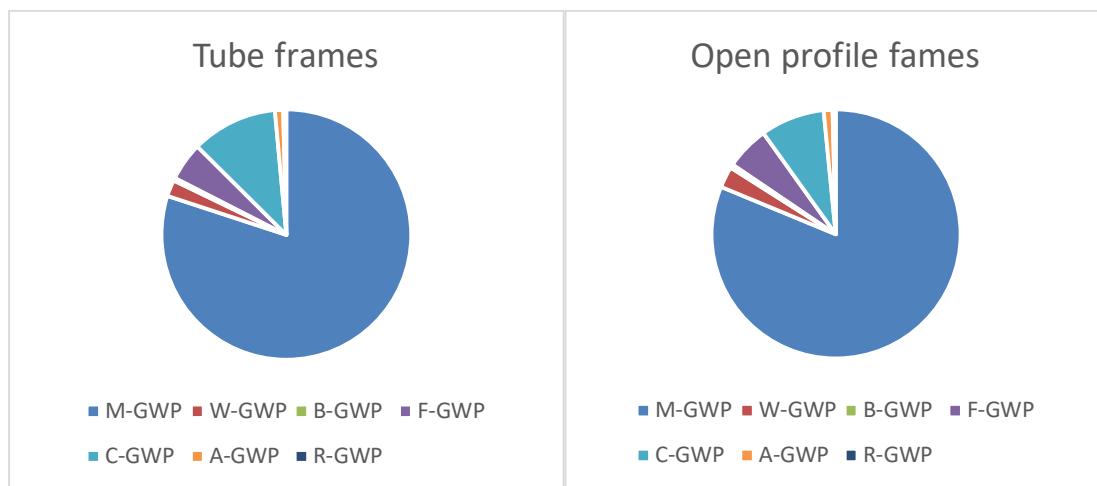 Tube frames
M-GWP W-GWP B-GWP F-GWP
C-GWP A-GWP R-GWP
Open profile fames
M-GWP W-GWP B-GWP F-GWP
C-GWP A-GWP R-GWP